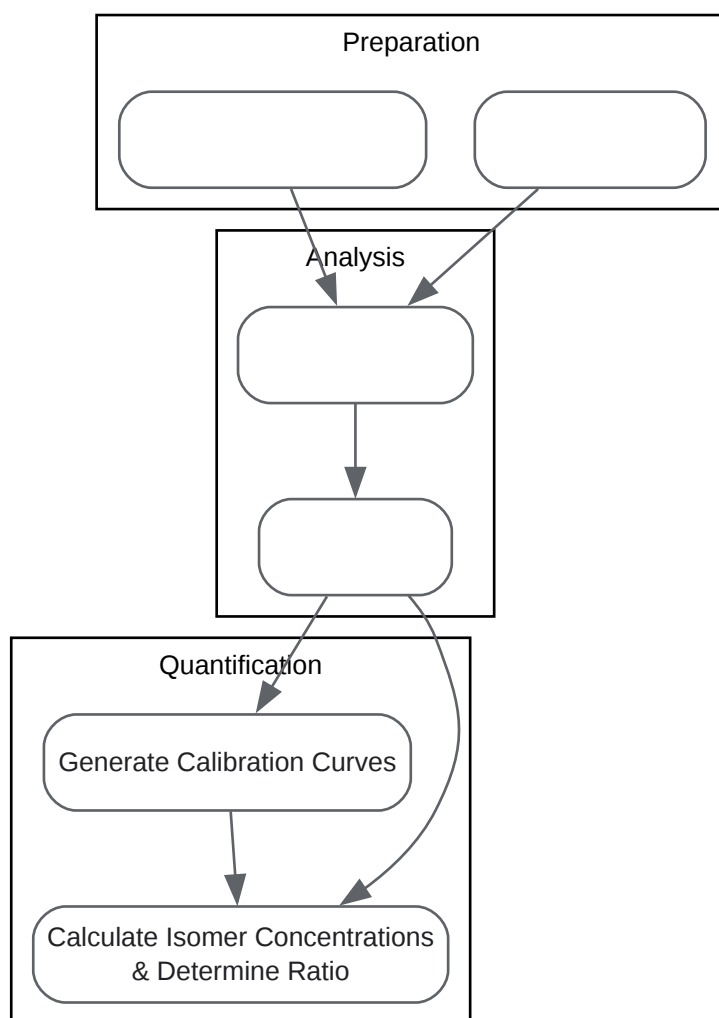 Preparation
Analysis
Quantification
Generate Calibration Curves
Calculate Isomer Concentrations
& Determine Ratio